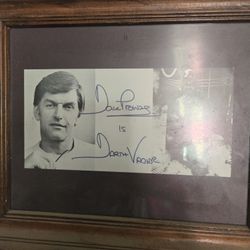 Dave Prowse
IS
Darth Vader